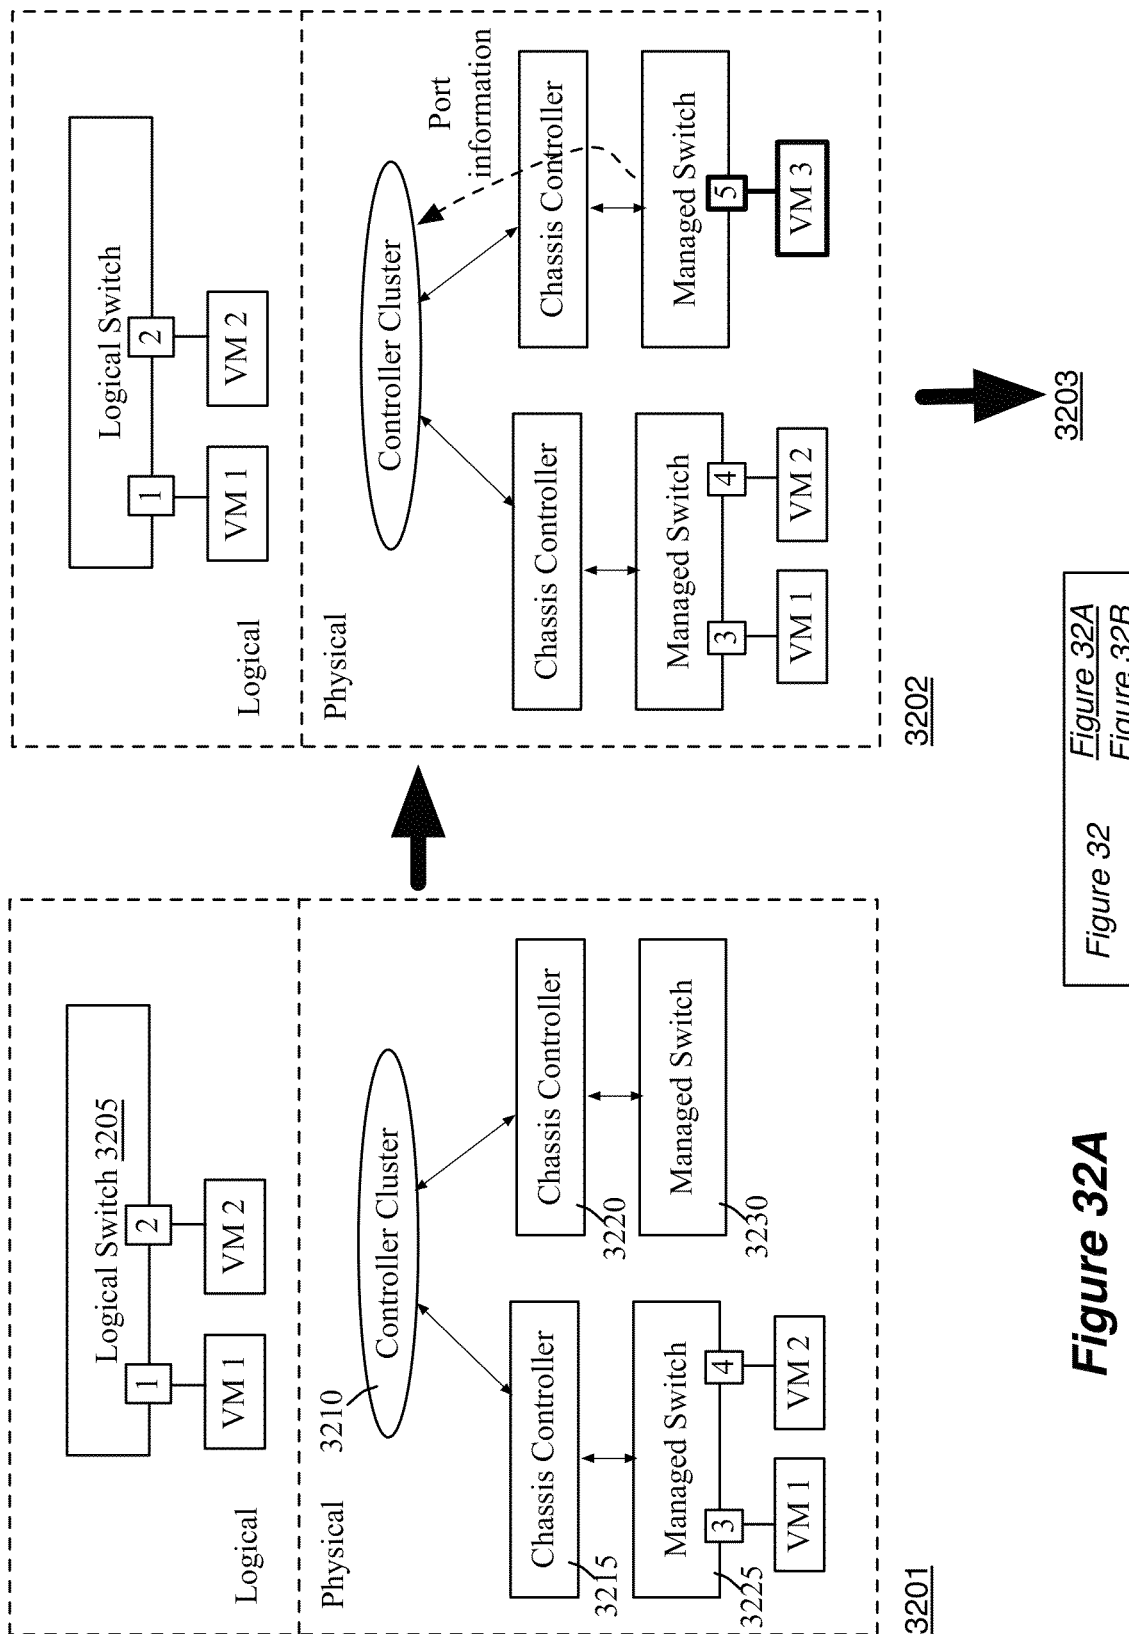 Logical Switch 3205
1
2
VM 1
VM 2
Logical
Physical
3210
Controller Cluster
Chassis Controller
Chassis Controller
3215
3220
Managed Switch
Managed Switch
3225
3230
3
4
VM 1
VM 2
3201
Logical Switch
1
2
VM 1
VM 2
Logical
Physical
Controller Cluster
Port
information
Chassis Controller
Chassis Controller
Managed Switch
Managed Switch
3
4
5
VM 1
VM 2
VM 3
3202
3203
Figure 32A
Figure 32
Figure 32A
Figure 32B